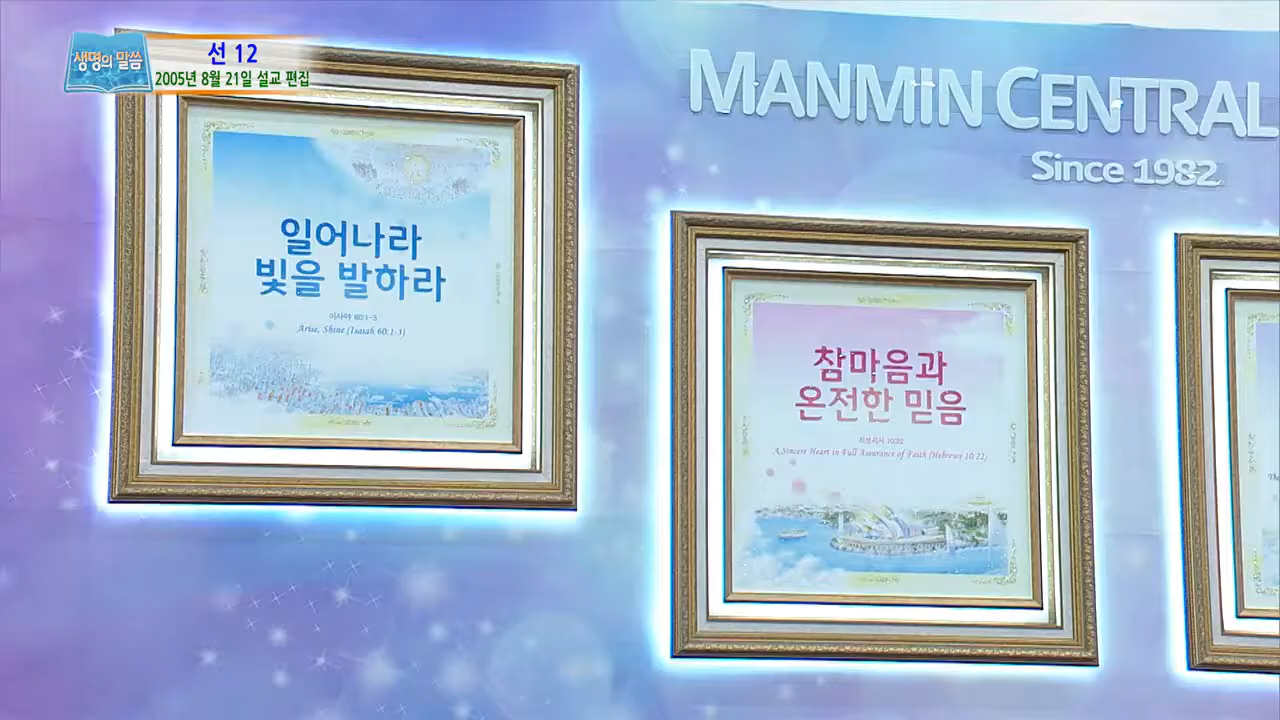 생명의 말씀
선 12
2005년 8월 21일 설교 편집
MANMIN CENTRAL
Since 1982
일어나라
빛을 발하라
이사야 60:1-3
Arise, Shine (Isaiah 60:1-3)
참마음과
온전한 믿음
히브리서 10:22
A Sincere Heart in Full Assurance of Faith (Hebrews 10:22)